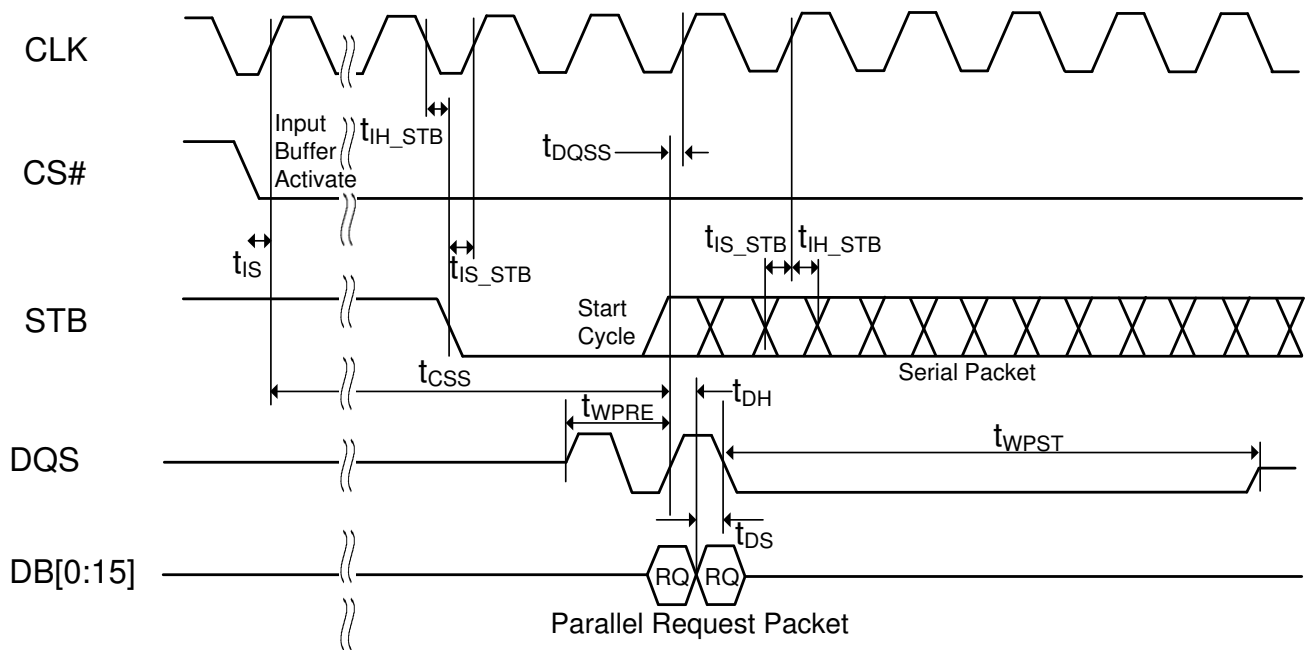 CLK
Input
Buffer
Activate
tIH_STB
tDQSS
CS#
tIS
tIS_STB
tIS_STB
tIH_STB
STB
Start
Cycle
Serial Packet
tCSS
tDH
tWPRE
DQS
tWPST
tDS
DB[0:15]
RQ
RQ
Parallel Request Packet